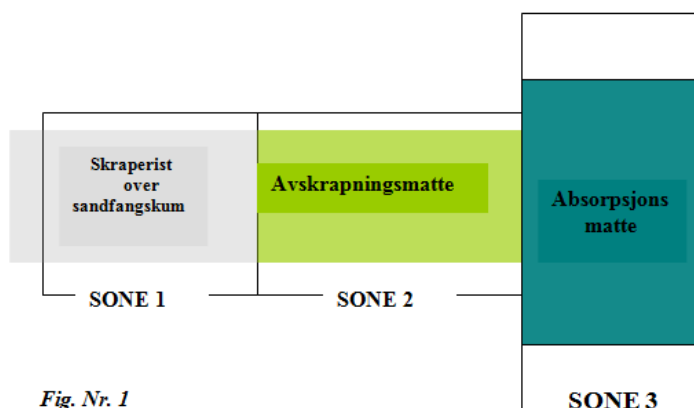 Skraperist
over
sandfangskum
Avskrapningsmatte
Absorpsjons
matte
SONE 1
SONE 2
Fig. Nr. 1
SONE 3